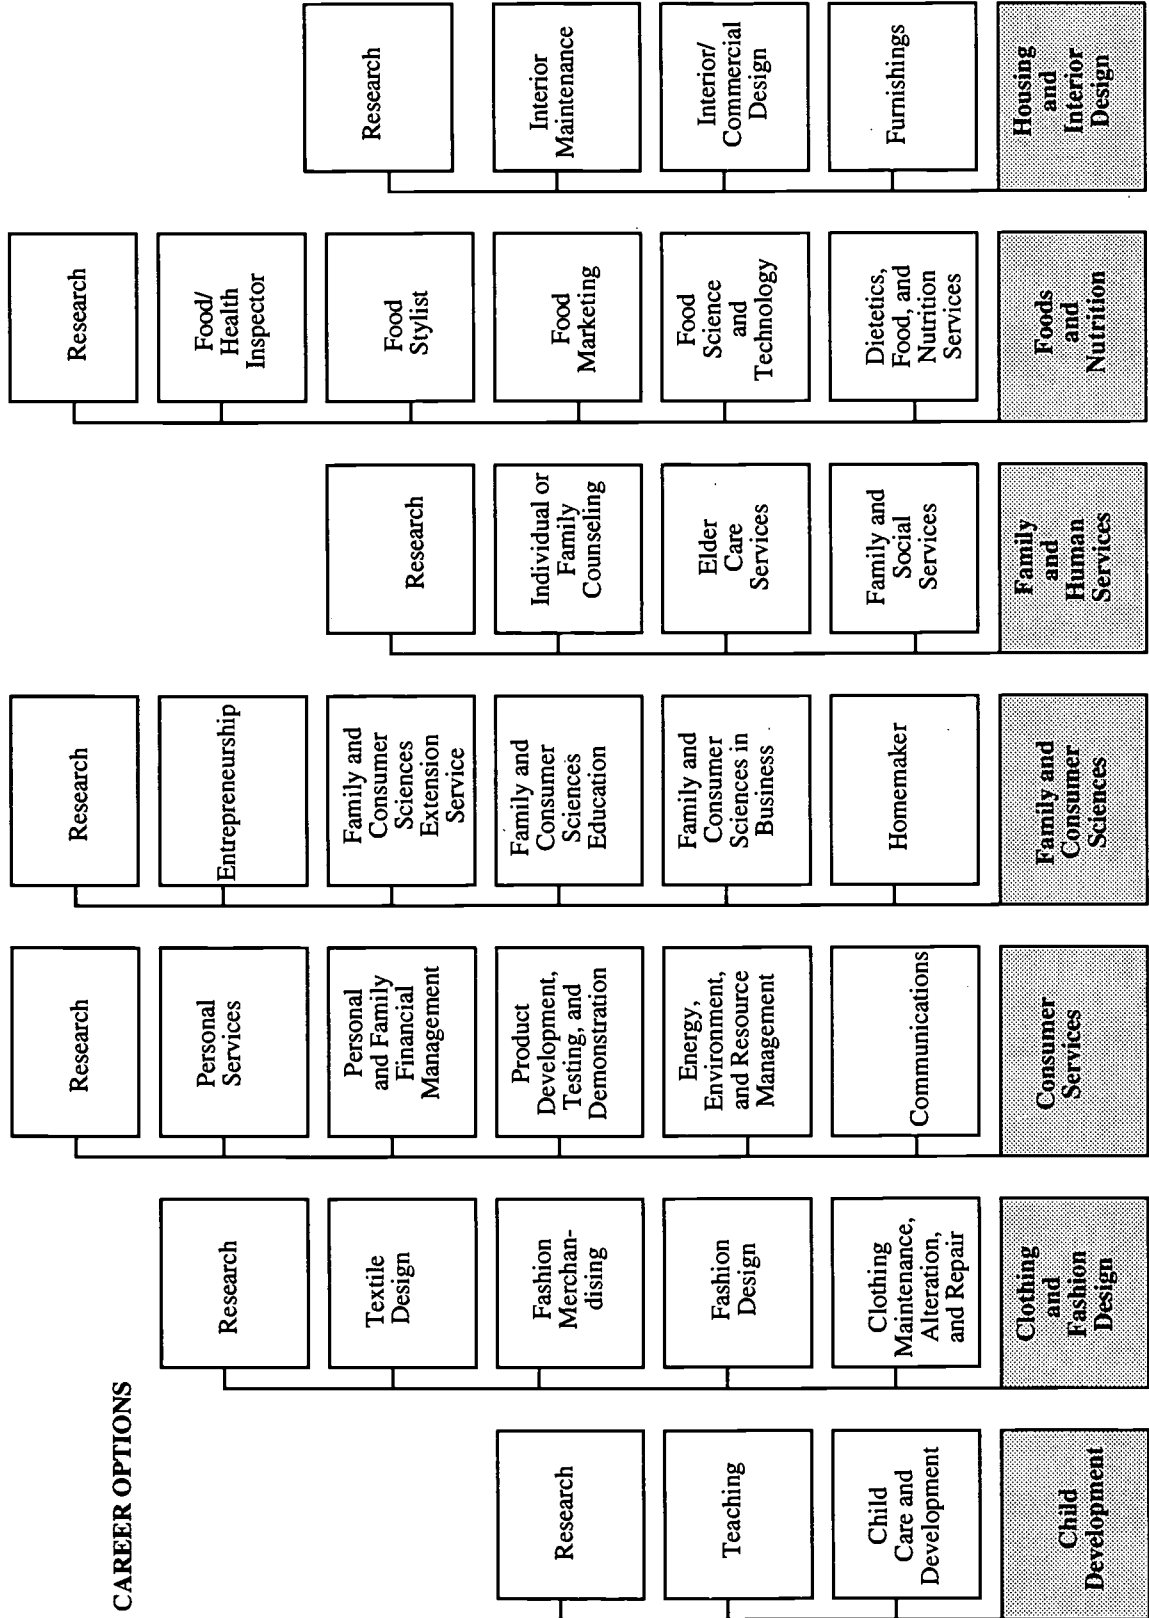 CAREER OPTIONS
Child
Development
Child
Care and
Development
Teaching
Research
Clothing
and
Fashion
Design
Clothing
Maintenance,
Alteration,
and Repair
Fashion
Design
Fashion
Merchan-
dising
Textile
Design
Research
Consumer
Services
Communications
Energy,
Environment,
and Resource
Management
Product
Development,
Testing, and
Demonstration
Personal
and Family
Financial
Management
Personal
Services
Research
Family and
Consumer
Sciences
Homemaker
Family and
Consumer
Sciences in
Business
Family and
Consumer
Sciences
Education
Family and
Consumer
Sciences
Extension
Service
Entrepreneurship
Research
Family
and
Human
Services
Family and
Social
Services
Elder
Care
Services
Individual or
Family
Counseling
Research
Foods
and
Nutrition
Dietetics,
Food, and
Nutrition
Services
Food
Science
and
Technology
Food
Marketing
Food
Stylist
Food/
Health
Inspector
Research
Housing
and
Interior
Design
Furnishings
Interior/
Commercial
Design
Interior
Maintenance
Research